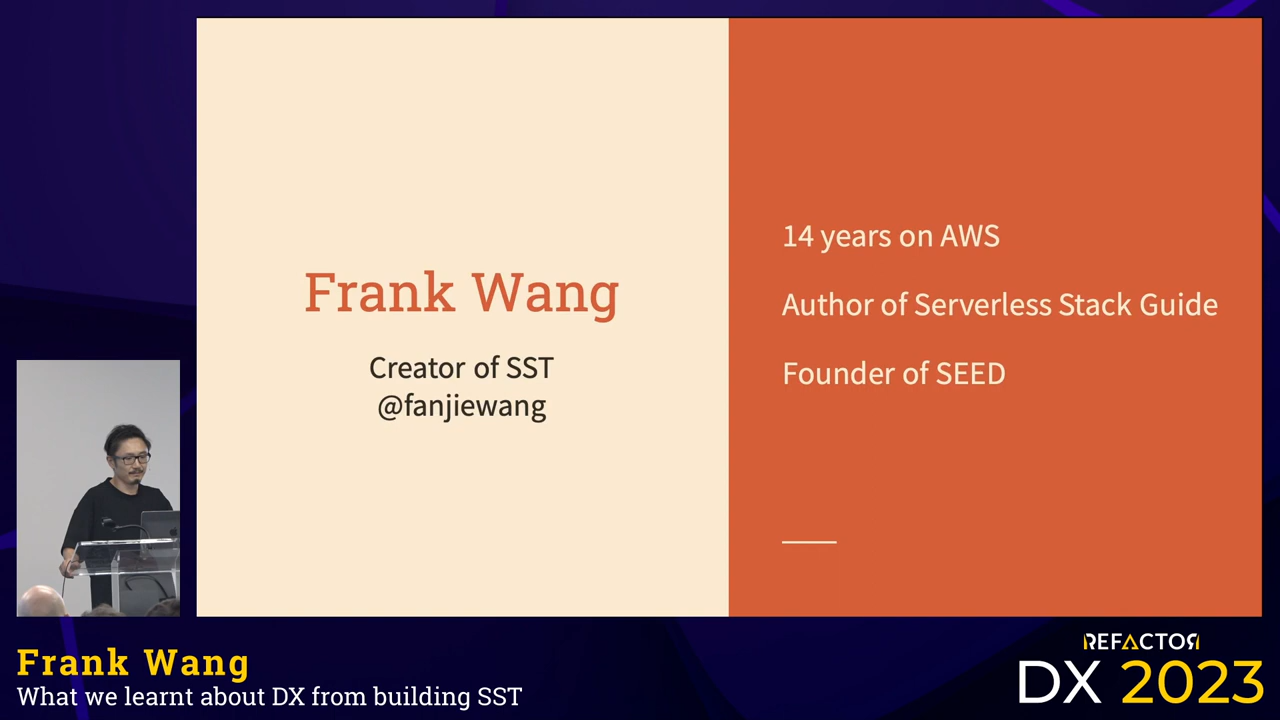 Frank Wang
Creator of SST
@fanjiewang
14 years on AWS
Author of Serverless Stack Guide
Founder of SEED
Frank Wang
What we learnt about DX from building SST
REFACTOR
DX 2023